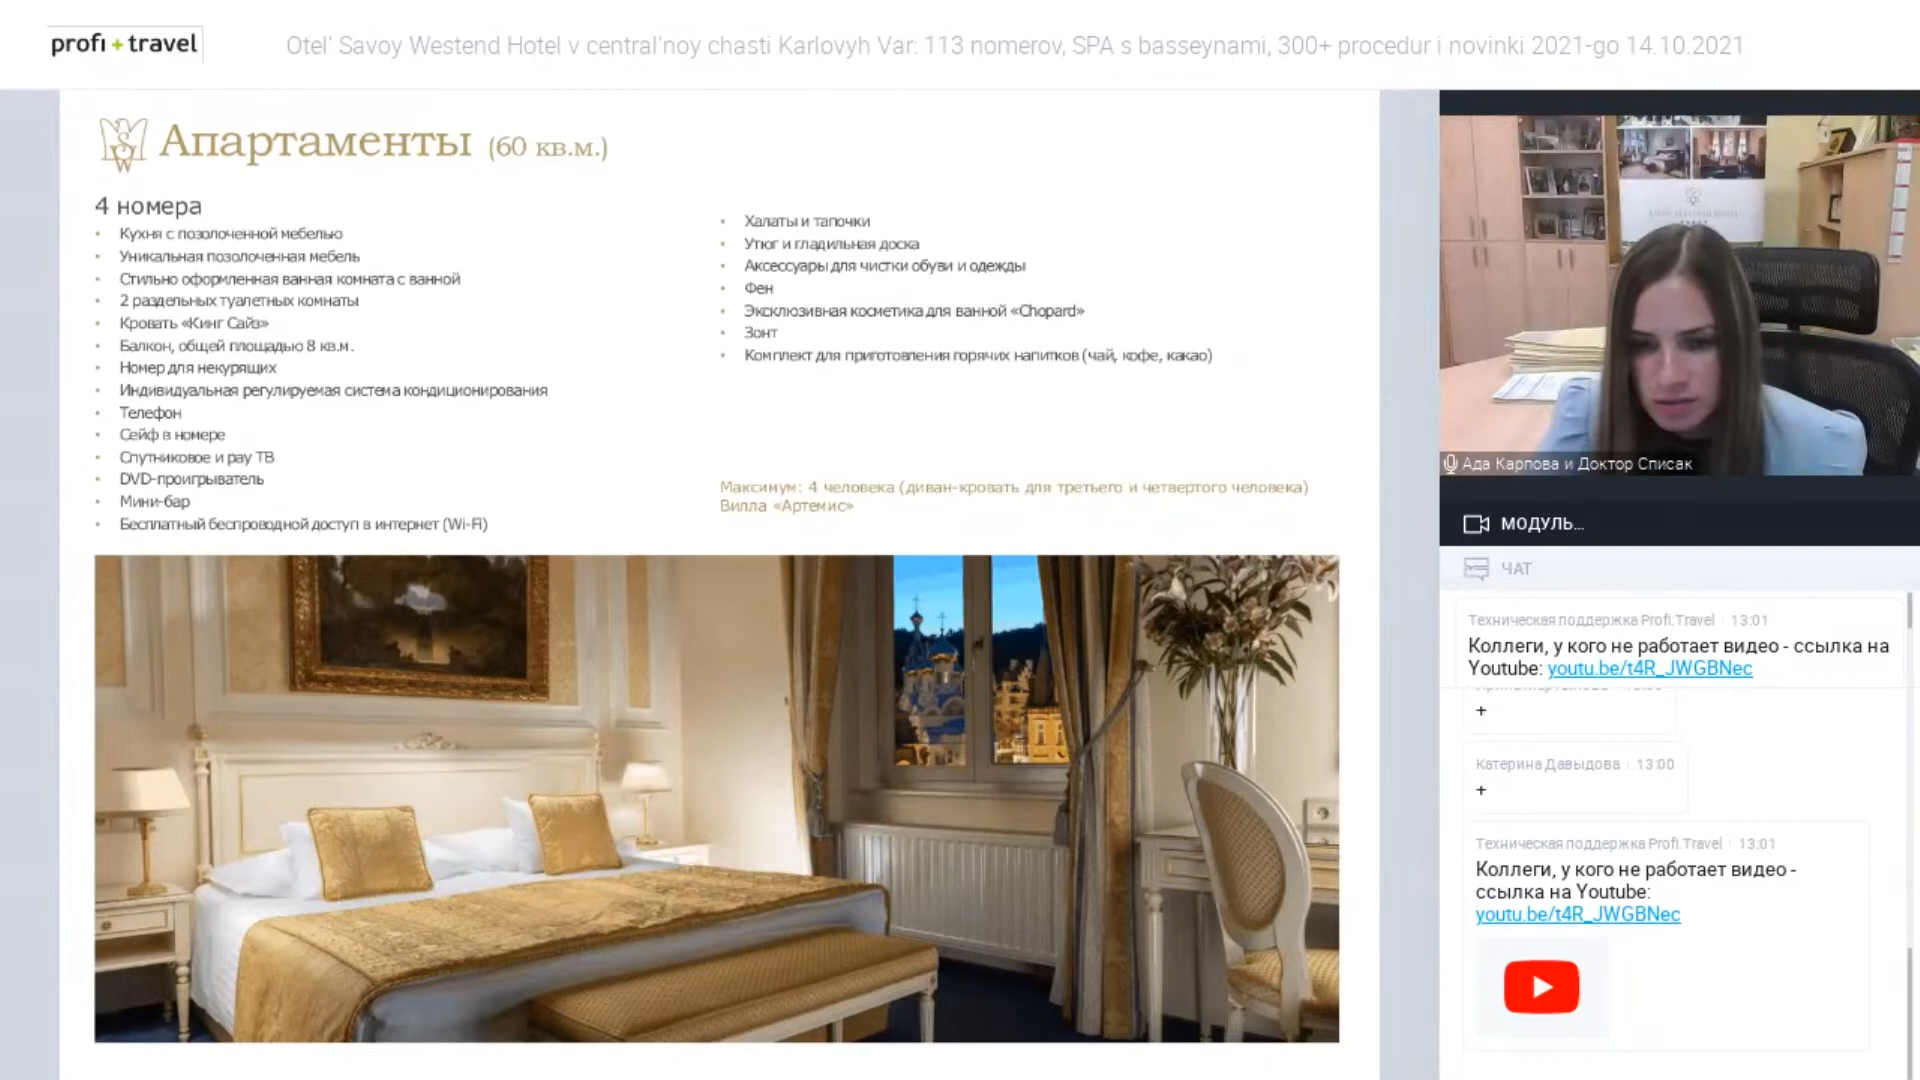 profi + travel
Otel' Savoy Westend Hotel v central'noy chasti Karlovyh Var: 113 nomerov, SPA s basseynami, 300+ procedur i novinki 2021-go 14.10.2021
Апартаменты (60 кв.м.)
4 номера
• Кухня с позолоченной мебелью
• Уникальная позолоченная мебель
• Стильно оформленная ванная комната с ванной
• 2 раздельных туалетных комнаты
• Кровать «Кинг Сайз»
• Балкон, общей площадью 8 кв.м.
• Номер для некурящих
• Индивидуальная регулируемая система кондиционирования
• Телефон
• Сейф в номере
• Спутниковое и pay ТВ
• DVD-проигрыватель
• Мини-бар
• Бесплатный беспроводной доступ в интернет (Wi-Fi)
• Халаты и тапочки
• Утюг и гладильная доска
• Аксессуары для чистки обуви и одежды
• Фен
• Эксклюзивная косметика для ванной «Chopard»
• Зонт
• Комплект для приготовления горячих напитков (чай, кофе, какао)
Максимум: 4 человека (диван-кровать для третьего и четвертого человека)
Вилла «Артемис»
Ада Карпова и Доктор Списак
МОДУЛЬ...
ЧАТ
Техническая поддержка Profi.Travel 13:01
Коллеги, у кого не работает видео - ссылка на
Youtube: youtu.be/t4R_JWGBNec
+
Катерина Давыдова 13:00
+
Техническая поддержка Profi.Travel 13:01
Коллеги, у кого не работает видео -
ссылка на Youtube:
youtu.be/t4R_JWGBNec